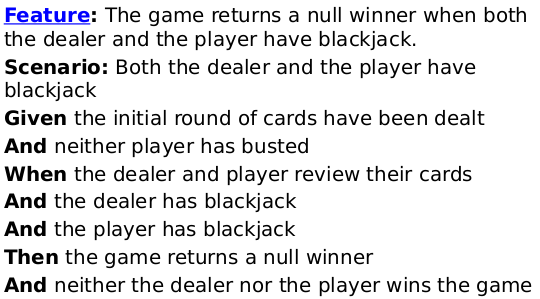 Feature: The game returns a null winner when both
the dealer and the player have blackjack.
Scenario: Both the dealer and the player have
blackjack
Given the initial round of cards have been dealt
And neither player has busted
When the dealer and player review their cards
And the dealer has blackjack
And the player has blackjack
Then the game returns a null winner
And neither the dealer nor the player wins the game